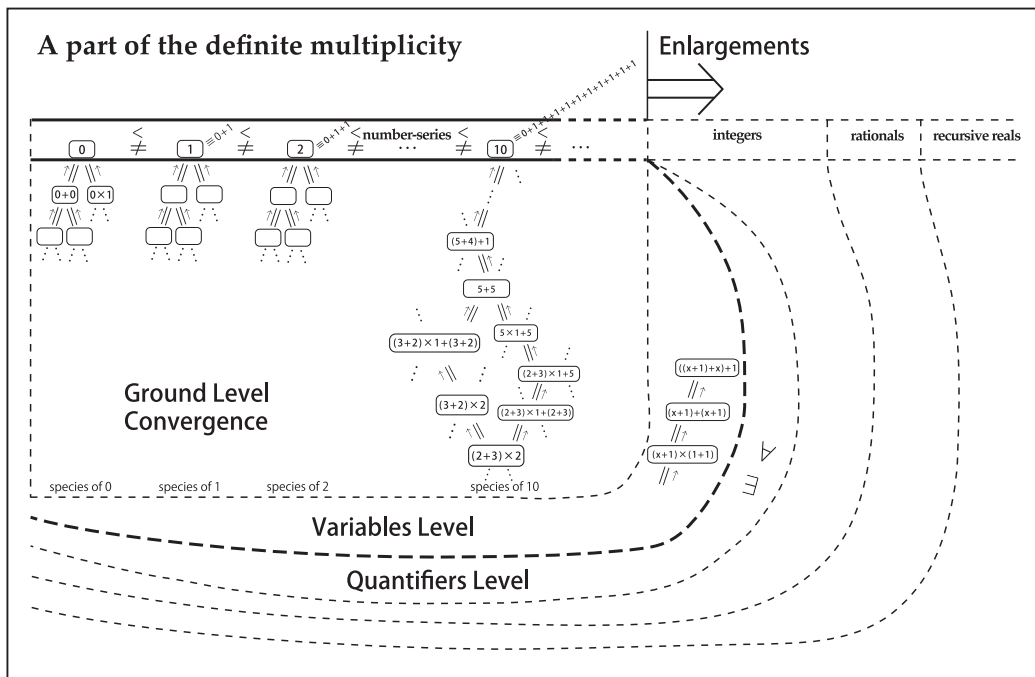 A part of the definite multiplicity
Enlargements
0 ≨ 1 ≡0+1 ≨ 2 ≡0+1+1 ≨ number-series ... ≨ 10 ≡0+1+1+1+1+1+1+1+1+1+1 ≨ ... integers rationals recursive reals
0+0 0×1
(5+4)+1
5+5
(3+2)×1+(3+2) 5×1+5
(2+3)×1+5 ((x+1)+x)+1
(3+2)×2 (2+3)×1+(2+3) (x+1)+(x+1)
(2+3)×2 (x+1)×(1+1)
Ground Level
Convergence
∀ ∃
species of 0 species of 1 species of 2 species of 10
Variables Level
Quantifiers Level